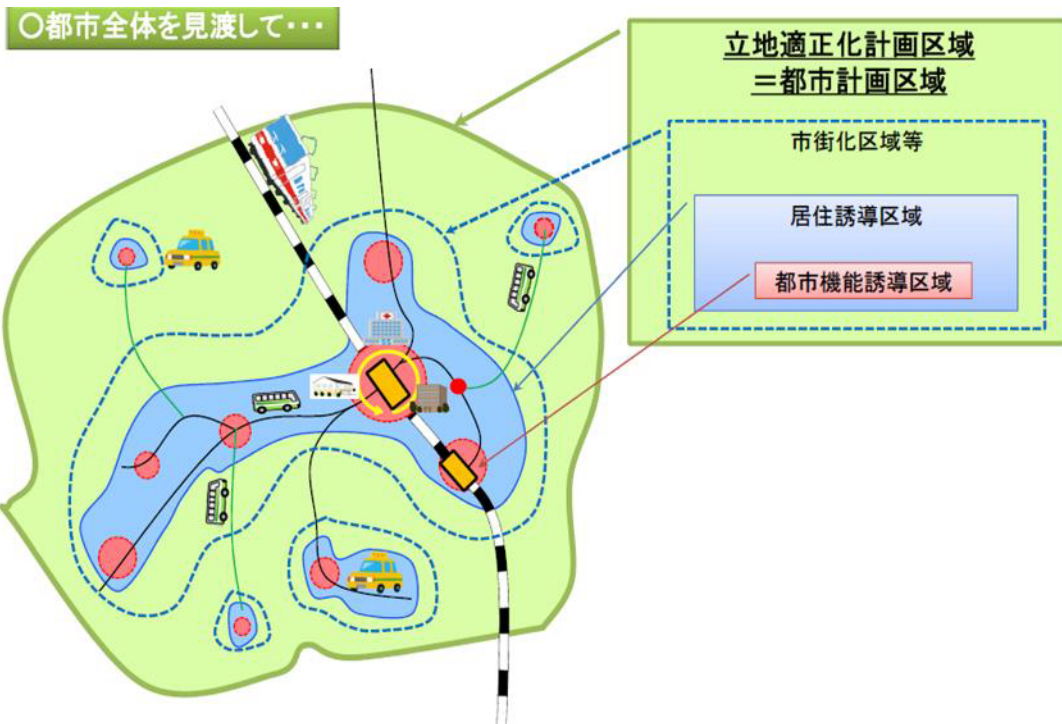 〇都市全体を見渡して･･･
立地適正化計画区域
＝都市計画区域
市街化区域等
居住誘導区域
都市機能誘導区域